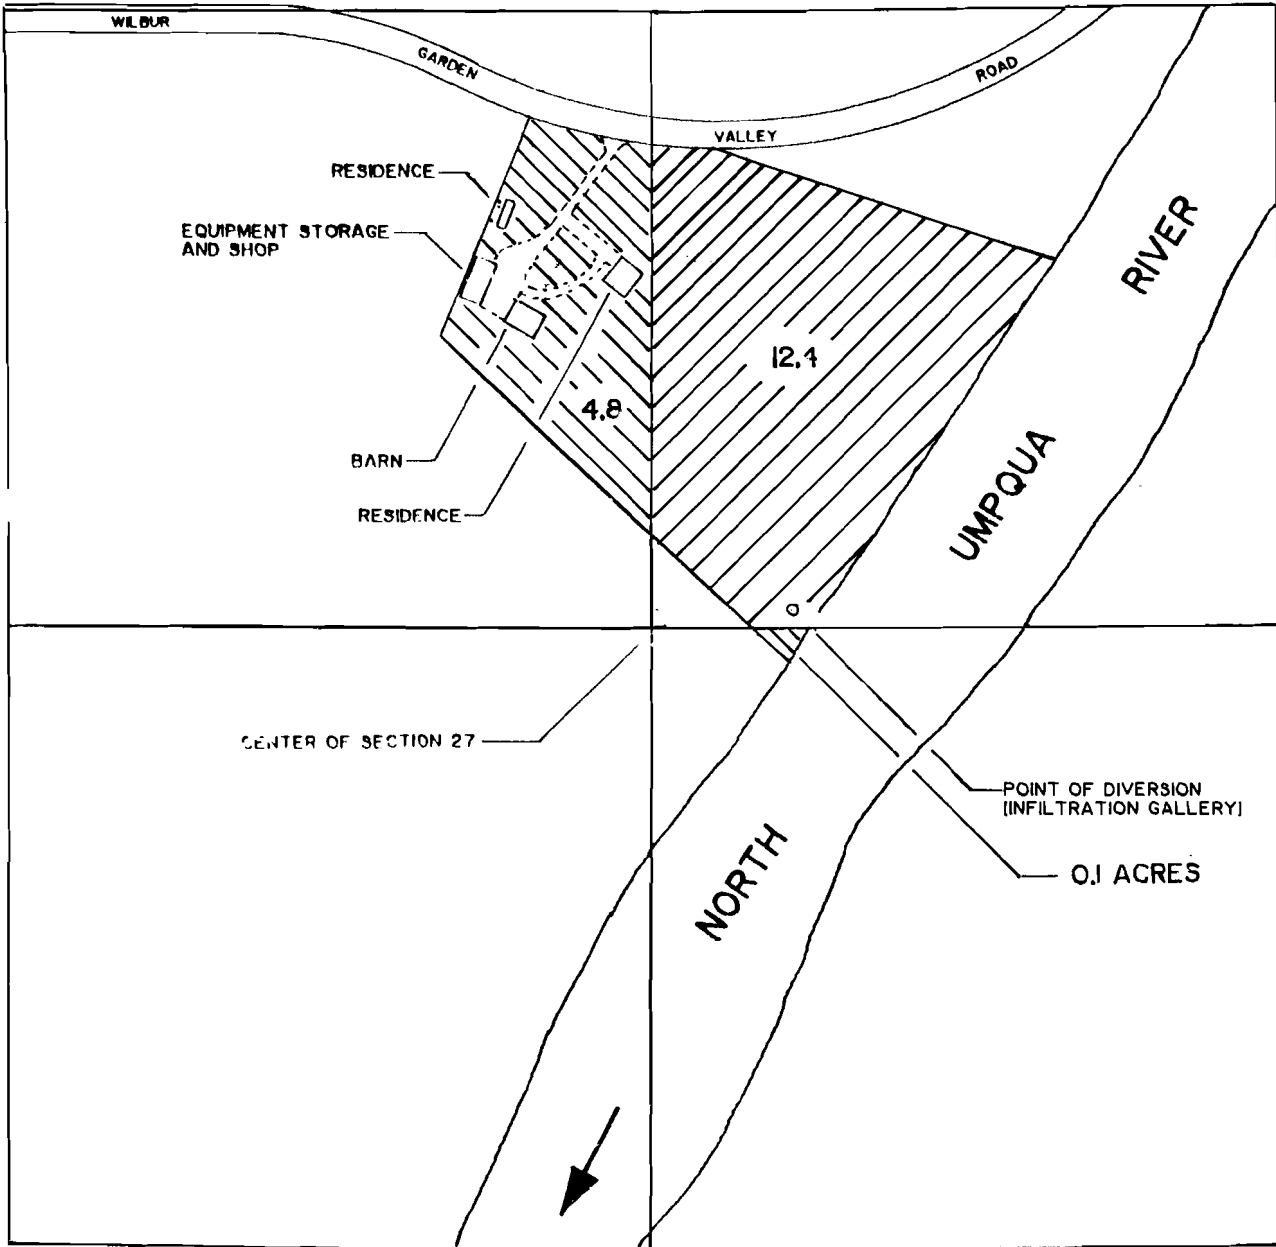 WILBUR
GARDEN
VALLEY
ROAD
RESIDENCE
EQUIPMENT STORAGE
AND SHOP
RIVER
12.4
4.8
BARN
RESIDENCE
UMPQUA
CENTER OF SECTION 27
POINT OF DIVERSION
(INFILTRATION GALLERY)
0.1 ACRES
NORTH